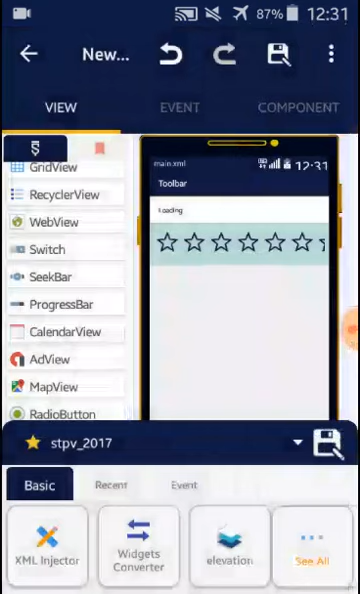 87% 12:31
New...
VIEW EVENT COMPONENT
GridView
RecyclerView
WebView
Switch
SeekBar
ProgressBar
CalendarView
AdView
MapView
RadioButton
main.xml 12:31
Toolbar
Loading
stpv_2017
Basic Recent Event
XML Injector
Widgets
Converter
elevation
See All